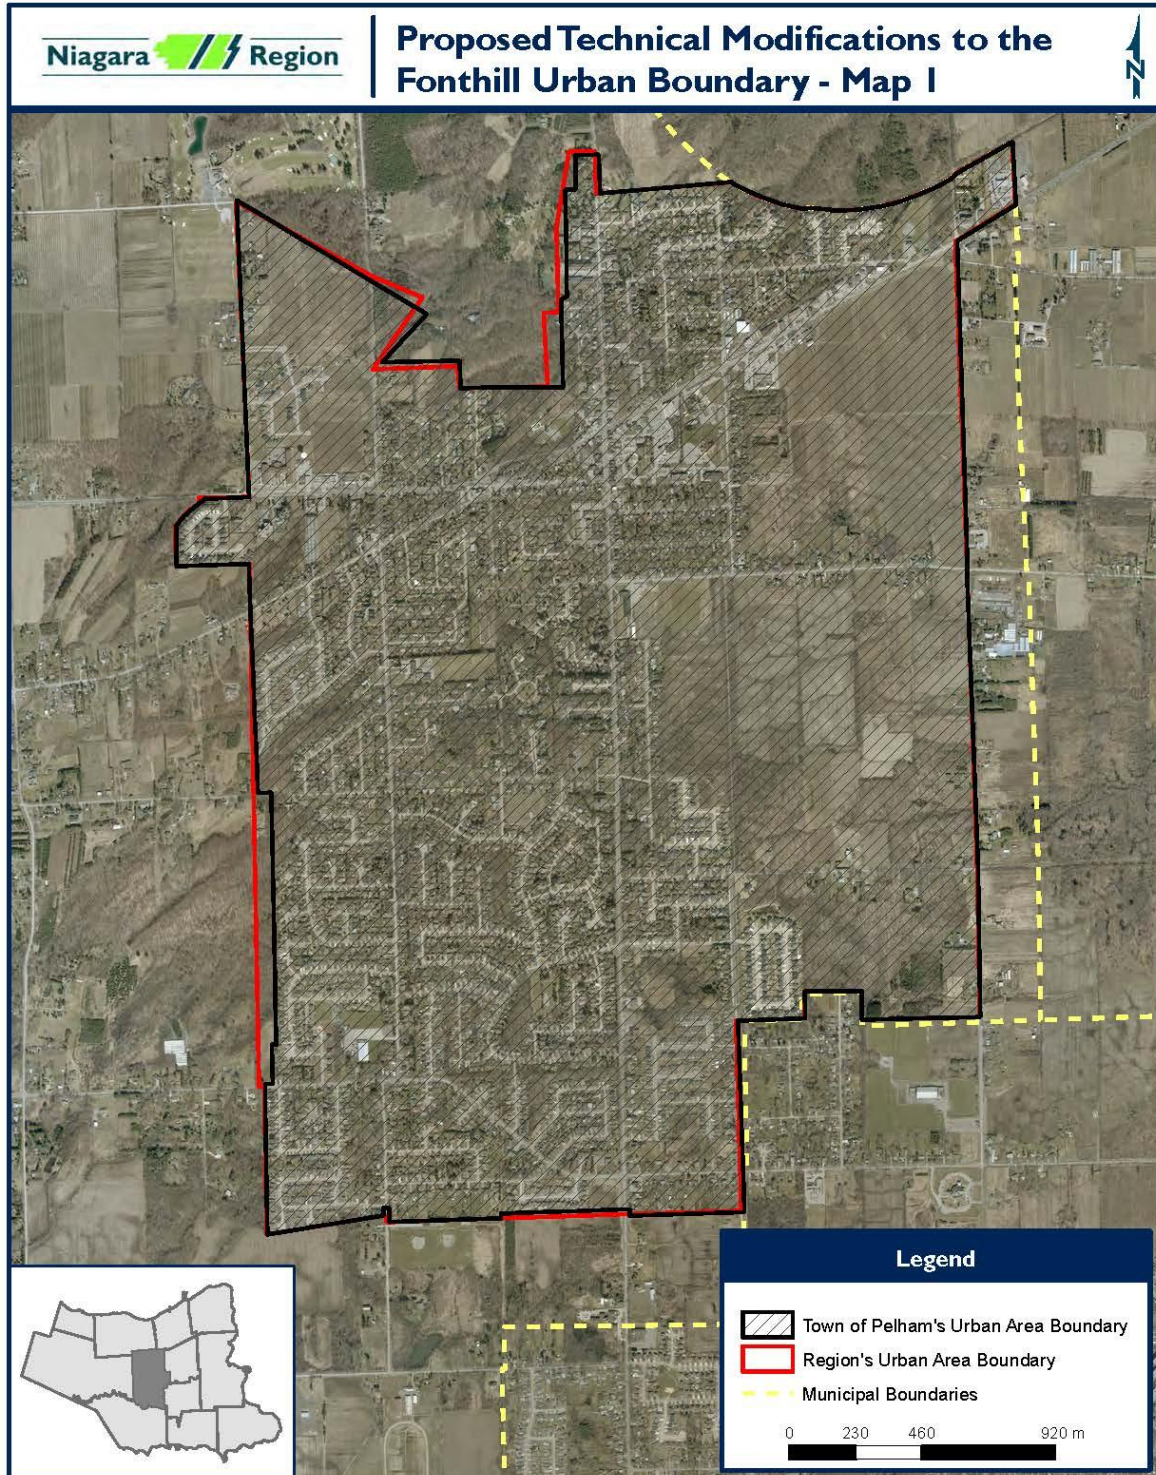 Niagara Region
Proposed Technical Modifications to the
Fonthill Urban Boundary - Map 1
N
Legend
Town of Pelham's Urban Area Boundary
Region's Urban Area Boundary
Municipal Boundaries
0 230 460 920 m